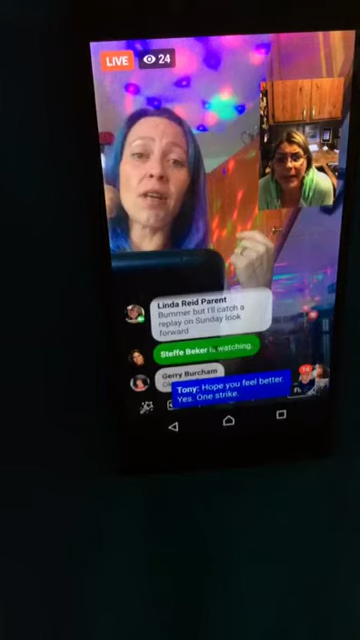 LIVE 24
Linda Reid Parent
Bummer but I'll catch a
replay on Sunday look
forward
Steffe Beker is watching.
Gerry Burcham
Tony: Hope you feel better.
Yes. One strike.